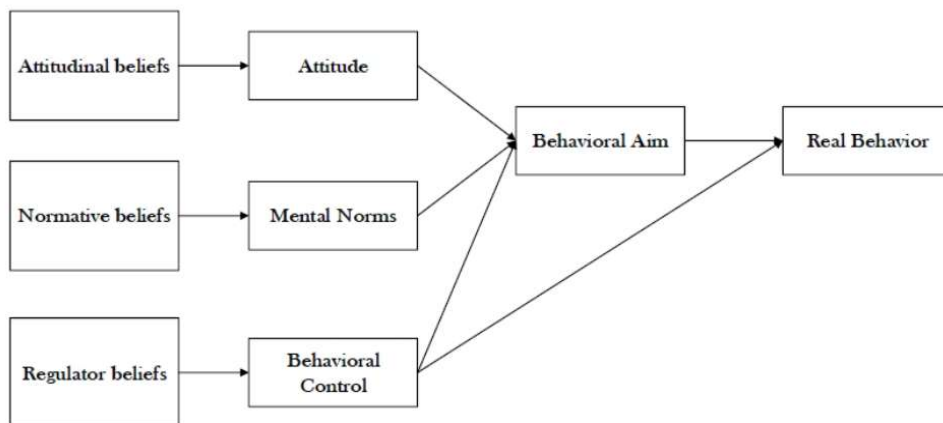 Attitudinal beliefs
Attitude
Behavioral Aim
Real Behavior
Normative beliefs
Mental Norms
Regulator beliefs
Behavioral
Control